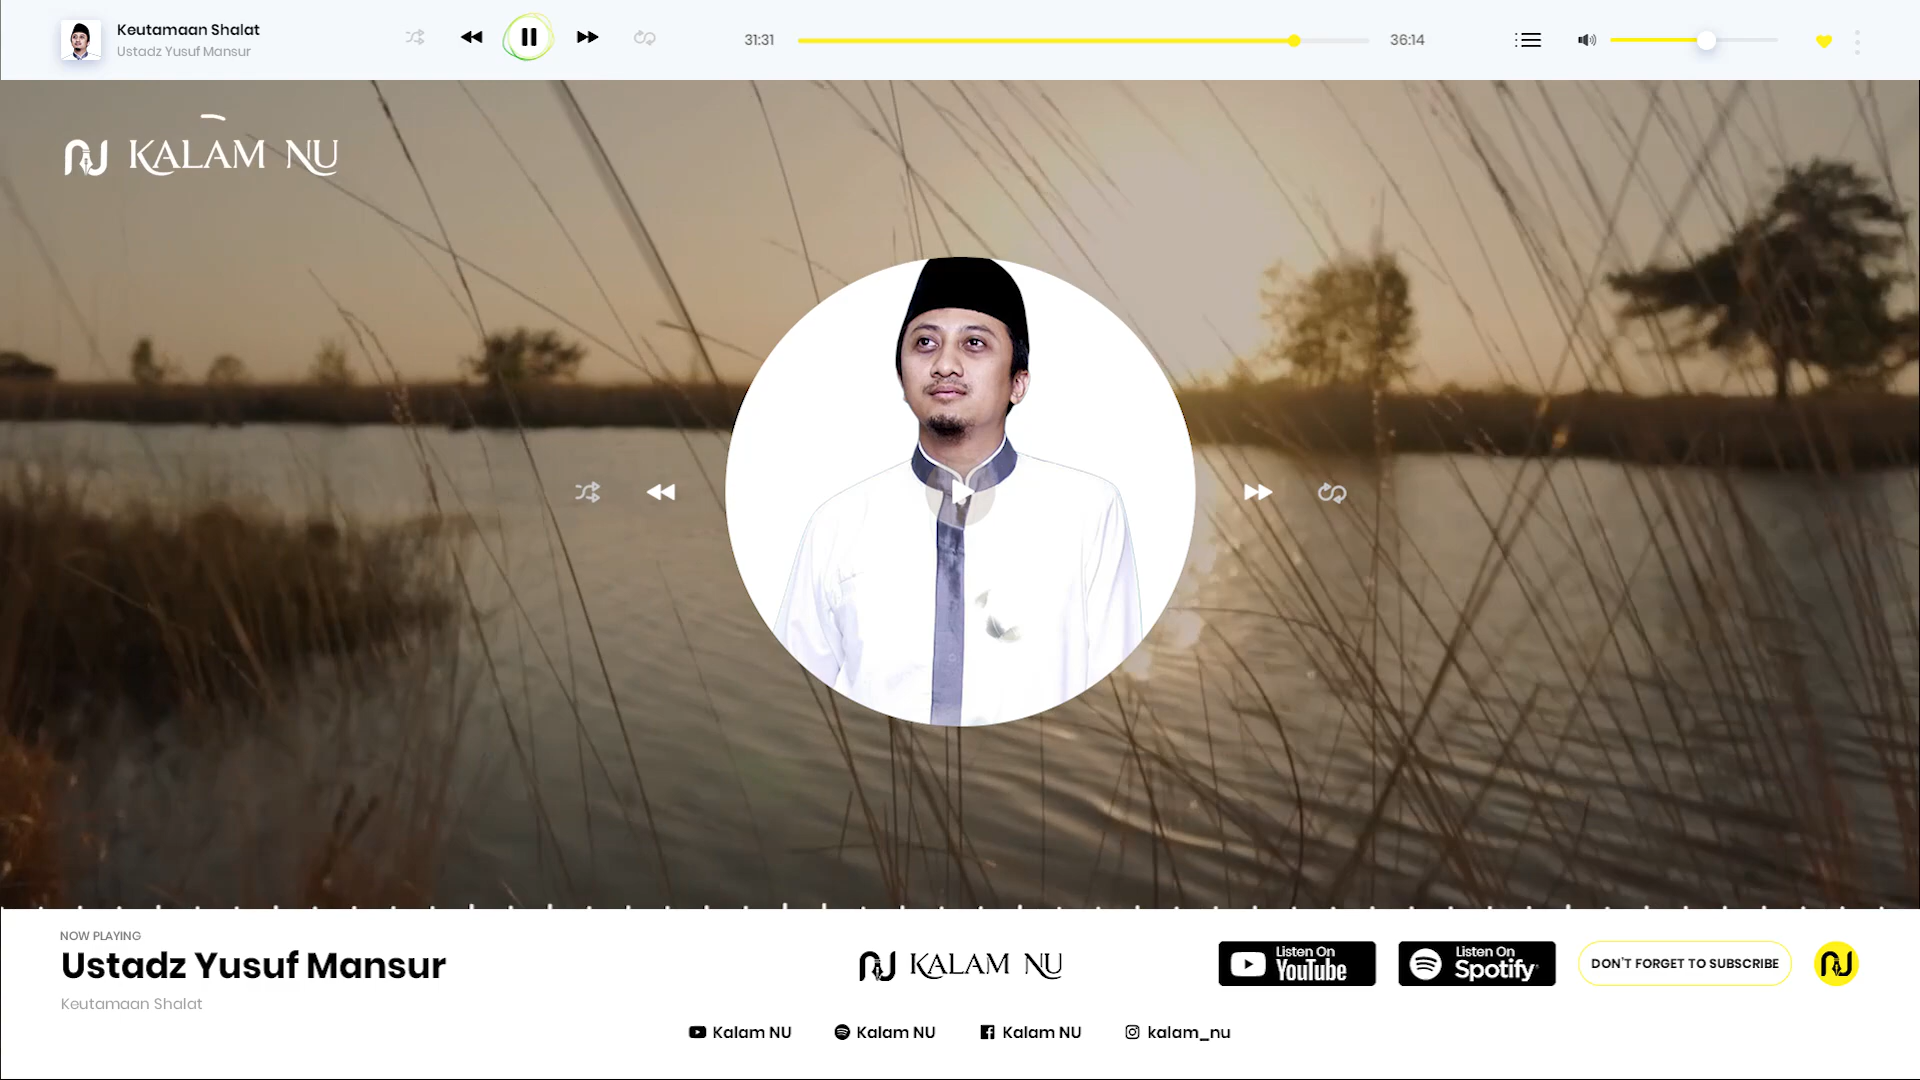 Keutamaan Shalat
Ustadz Yusuf Mansur
31:31
36:14
KALAM NU
NOW PLAYING
Ustadz Yusuf Mansur
Keutamaan Shalat
KALAM NU
Listen On
YouTube
Listen On
Spotify
DON'T FORGET TO SUBSCRIBE
Kalam NU
Kalam NU
Kalam NU
kalam_nu